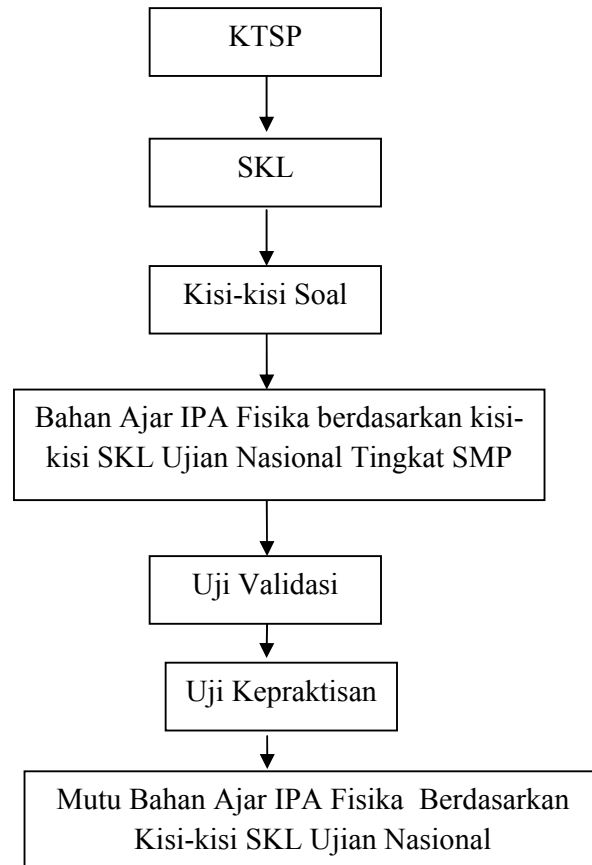 KTSP
SKL
Kisi-kisi Soal
Bahan Ajar IPA Fisika berdasarkan kisi-
kisi SKL Ujian Nasional Tingkat SMP
Uji Validasi
Uji Kepraktisan
Mutu Bahan Ajar IPA Fisika Berdasarkan
Kisi-kisi SKL Ujian Nasional